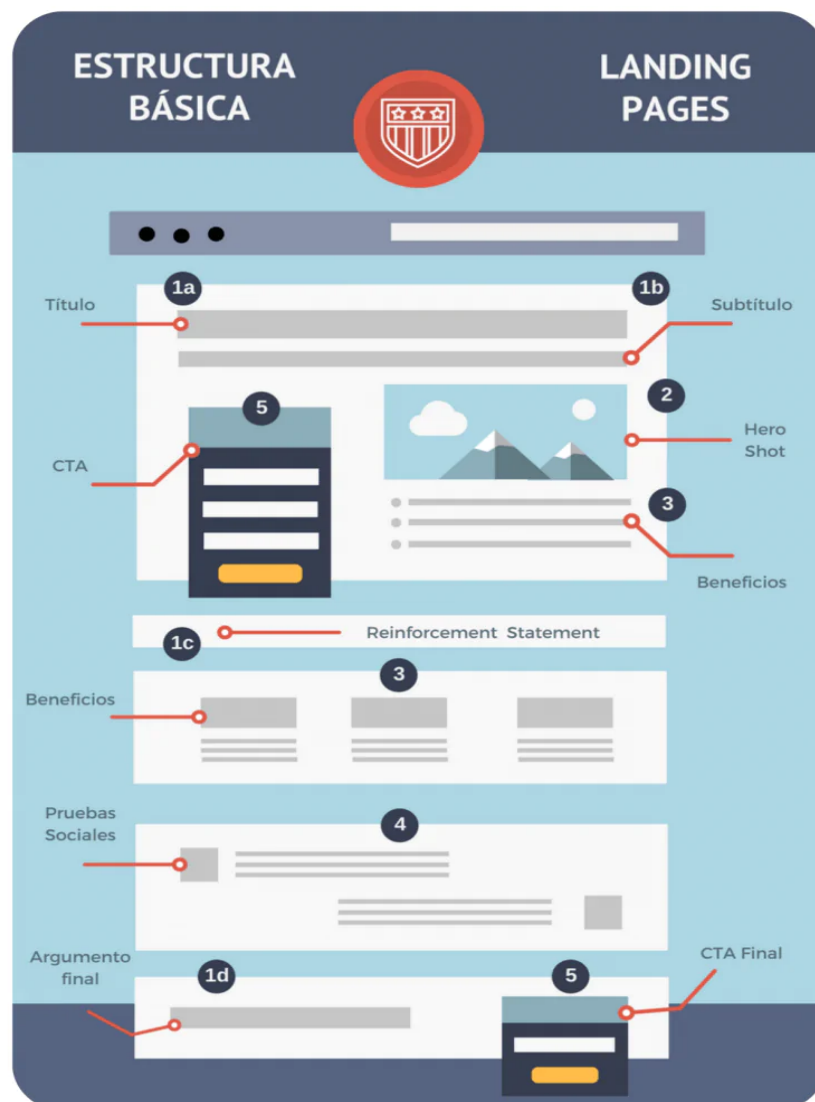 ESTRUCTURA
BÁSICA
LANDING
PAGES
1a
1b
Título
Subtítulo
5
2
Hero
Shot
CTA
3
Beneficios
1c
Reinforcement Statement
3
Beneficios
Pruebas
Sociales
4
Argumento
final
1d
5
CTA Final